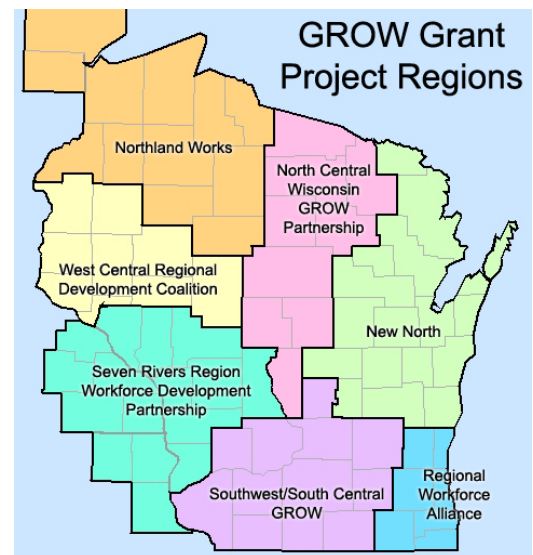 GROW Grant
Project Regions
Northland Works
North Central
Wisconsin
GROW
Partnership
West Central Regional
Development Coalition
New North
Seven Rivers Region
Workforce Development
Partnership
Southwest/South Central
GROW
Regional
Workforce
Alliance